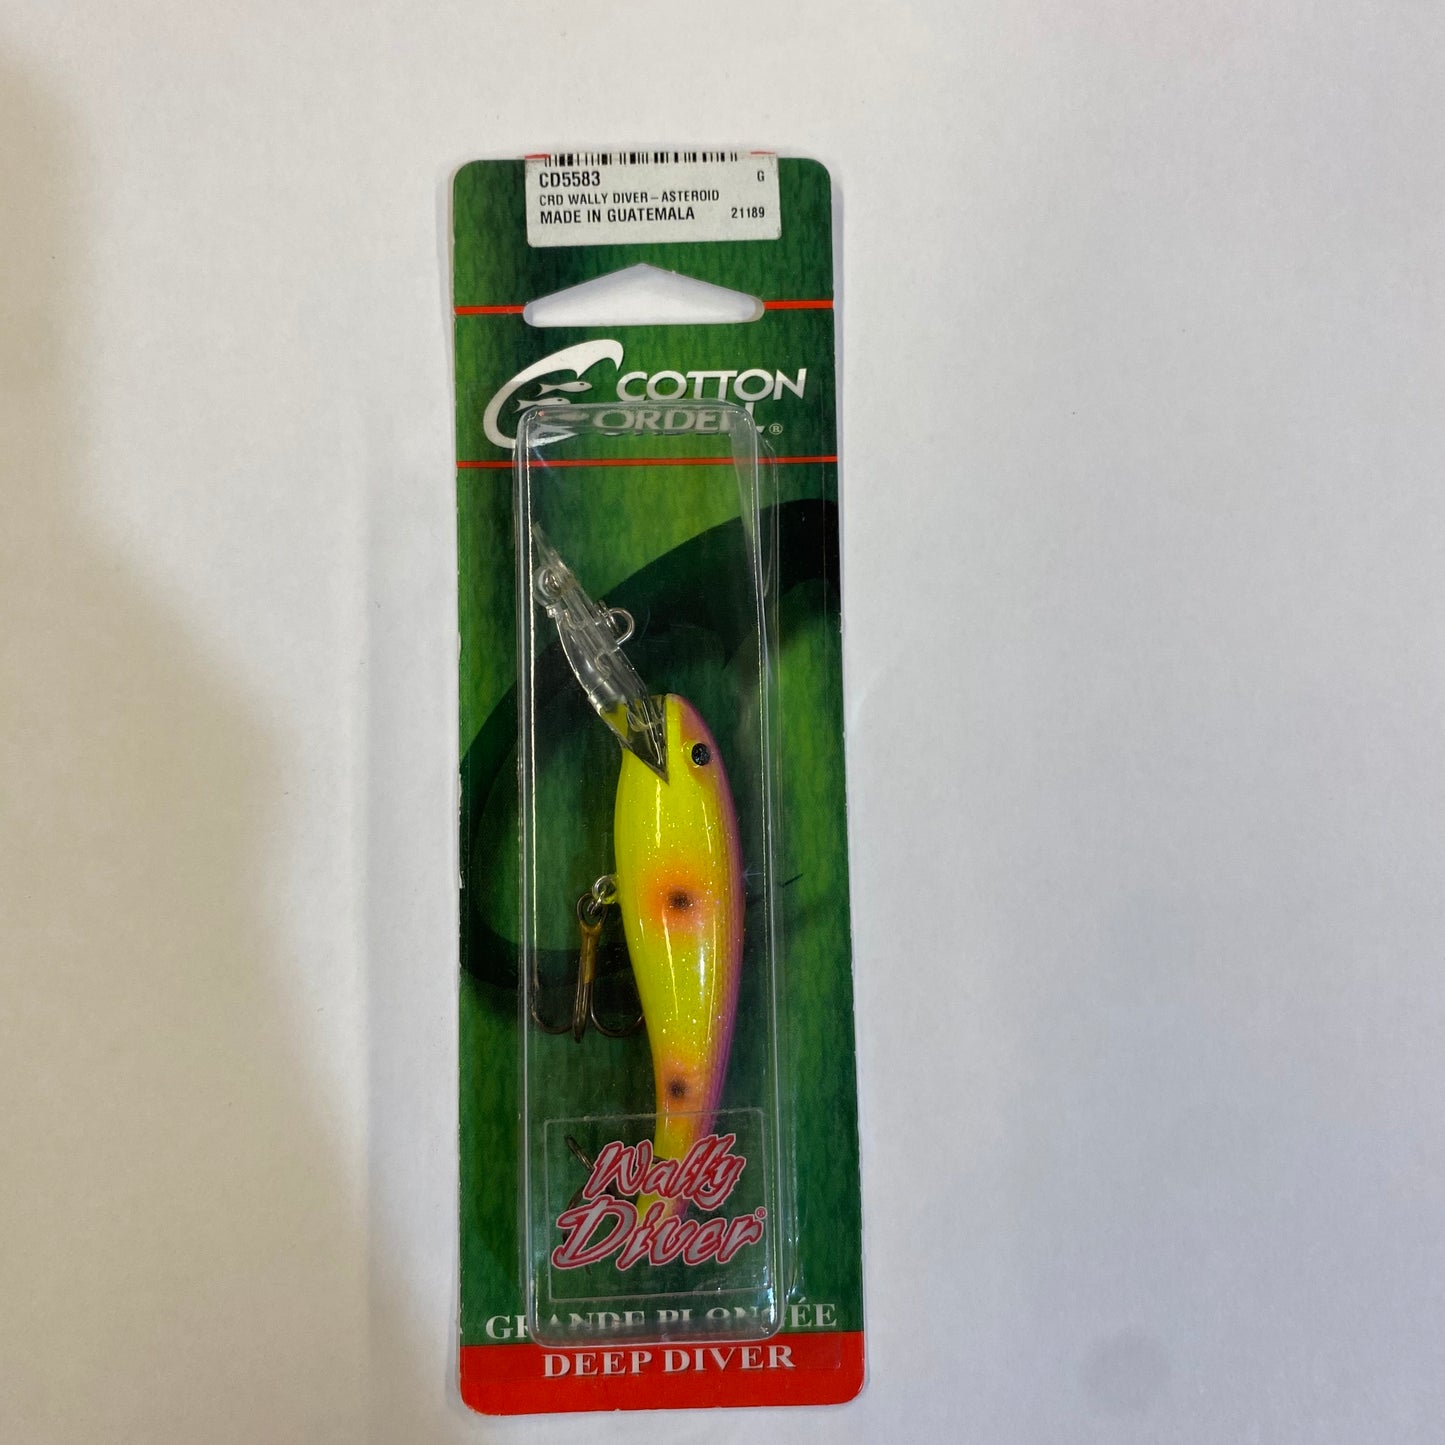 CD5583 G
CRD WALLY DIVER–ASTEROID
MADE IN GUATEMALA 21189
COTTON
CORDELL®
Wally
Diver®
GRANDE PLONGÉE
DEEP DIVER